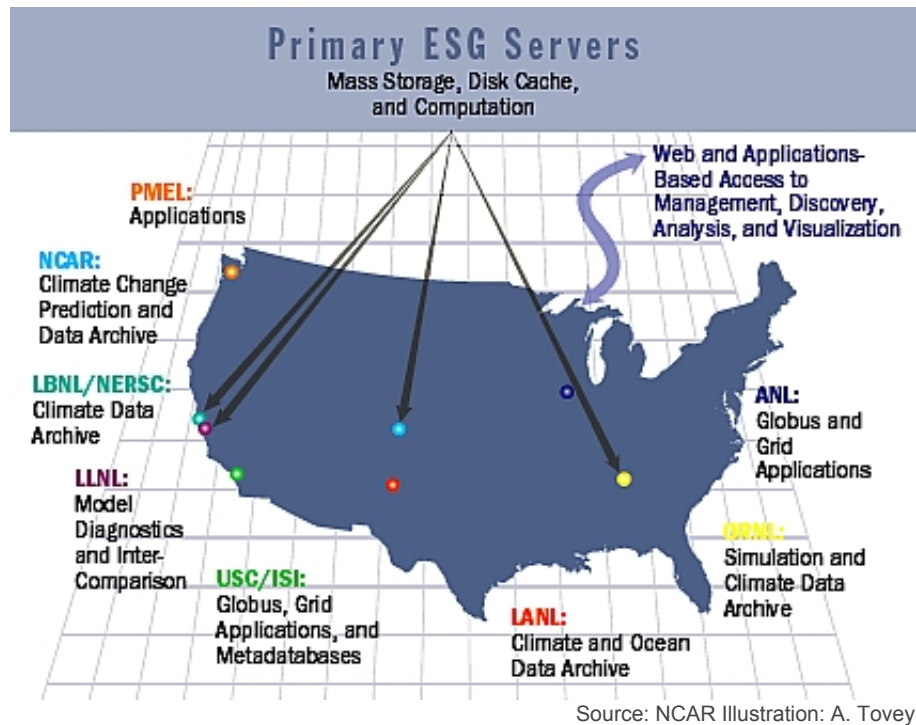 Primary ESG Servers
Mass Storage, Disk Cache,
and Computation
Web and Applications-
Based Access to
Management, Discovery,
Analysis, and Visualization
PMEL:
Applications
NCAR:
Climate Change
Prediction and
Data Archive
LBNL/NERSC:
Climate Data
Archive
LLNL:
Model
Diagnostics
and Inter-
Comparison
USC/ISI:
Globus, Grid
Applications, and
Metadatabases
LANL:
Climate and Ocean
Data Archive
ANL:
Globus and
Grid
Applications
ORNL:
Simulation and
Climate Data
Archive
Source: NCAR Illustration: A. Tovey